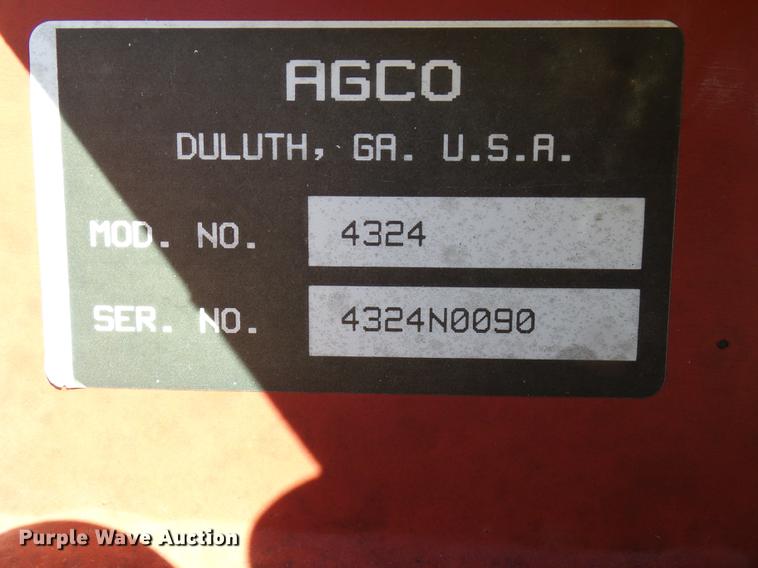 AGCO
DULUTH, GA. U.S.A.
MOD. NO. 4324
SER. NO. 4324N0090
Purple Wave Auction